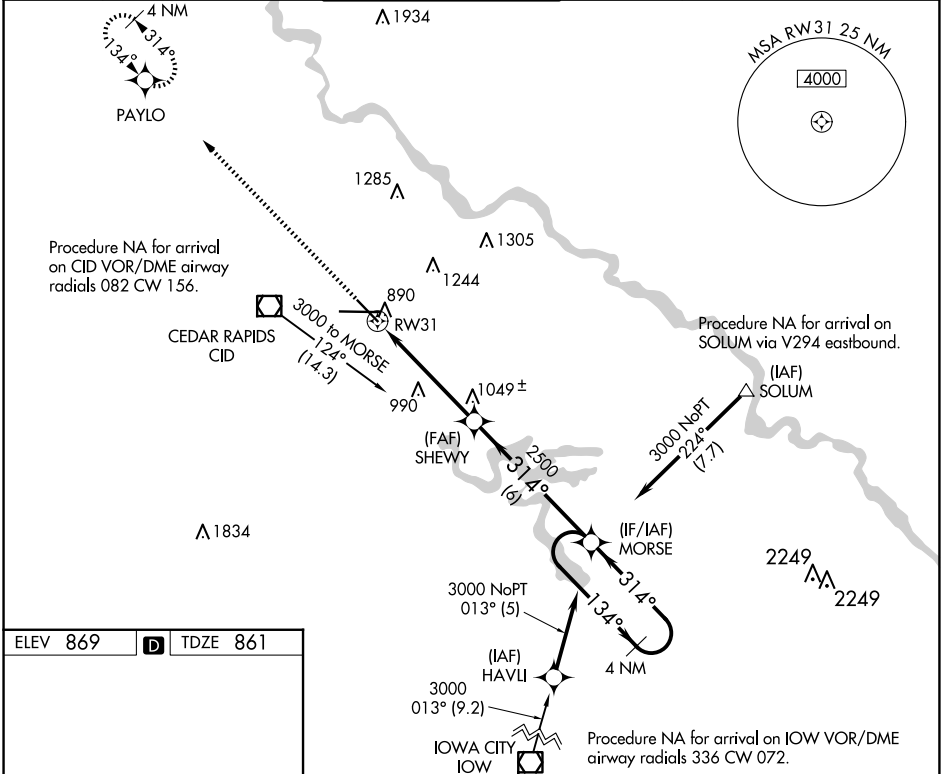 4 NM
314°
134°
PAYLO
1934
MSA RW31 25 NM
4000
1285
1305
1244
Procedure NA for arrival
on CID VOR/DME airway
radials 082 CW 156.
890
RW31
CEDAR RAPIDS
CID
3000 to MORSE
124°
(14.3)
Procedure NA for arrival on
SOLUM via V294 eastbound.
(IAF)
SOLUM
990
1049±
3000 NoPT
224°
(7.7)
(FAF)
SHEWY
2500
314°
(6)
1834
(IF/IAF)
MORSE
2249
2249
314°
134°
4 NM
3000 NoPT
013° (5)
ELEV 869
D
TDZE 861
(IAF)
HAVLI
3000
013° (9.2)
IOWA CITY
IOW
Procedure NA for arrival on IOW VOR/DME
airway radials 336 CW 072.